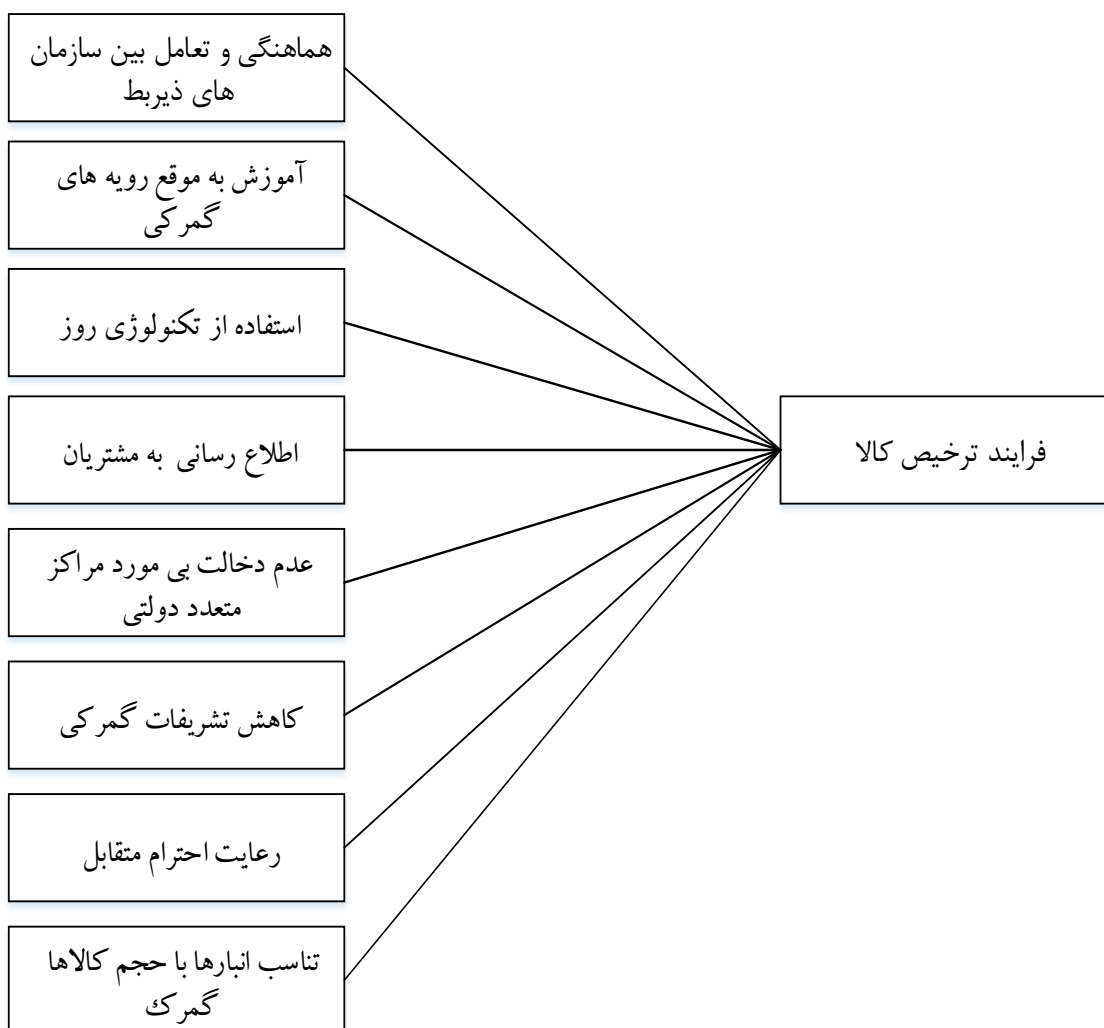 هماهنگی و تعامل بین سازمان
های ذیربط
آموزش به موقع رویه های
گمرکی
استفاده از تکنولوژی روز
اطلاع رسانی به مشتریان
عدم دخالت بی مورد مراکز
متعدد دولتی
کاهش تشریفات گمرکی
رعایت احترام متقابل
تناسب انبارها با حجم کالاها
گمرك
فرایند ترخیص کالا